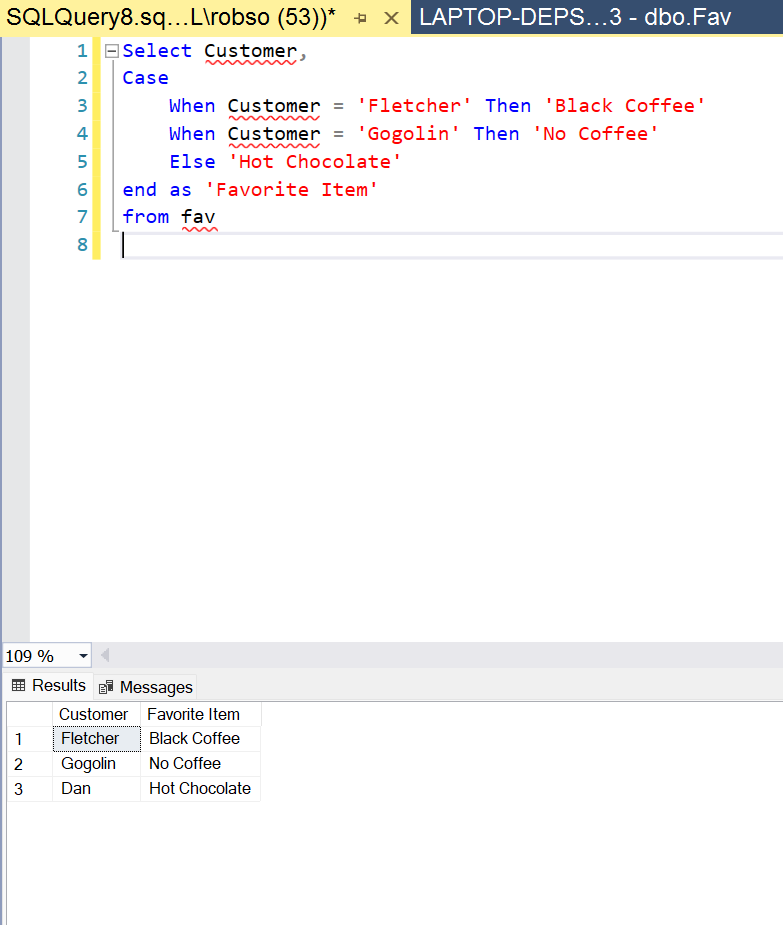 SQLQuery8.sq...L\robso (53))* LAPTOP-DEPS...3 - dbo.Fav
1 Select Customer,
2 Case
3 When Customer = 'Fletcher' Then 'Black Coffee'
4 When Customer = 'Gogolin' Then 'No Coffee'
5 Else 'Hot Chocolate'
6 end as 'Favorite Item'
7 from fav
8
109 %
Results Messages
Customer Favorite Item
1 Fletcher Black Coffee
2 Gogolin No Coffee
3 Dan Hot Chocolate